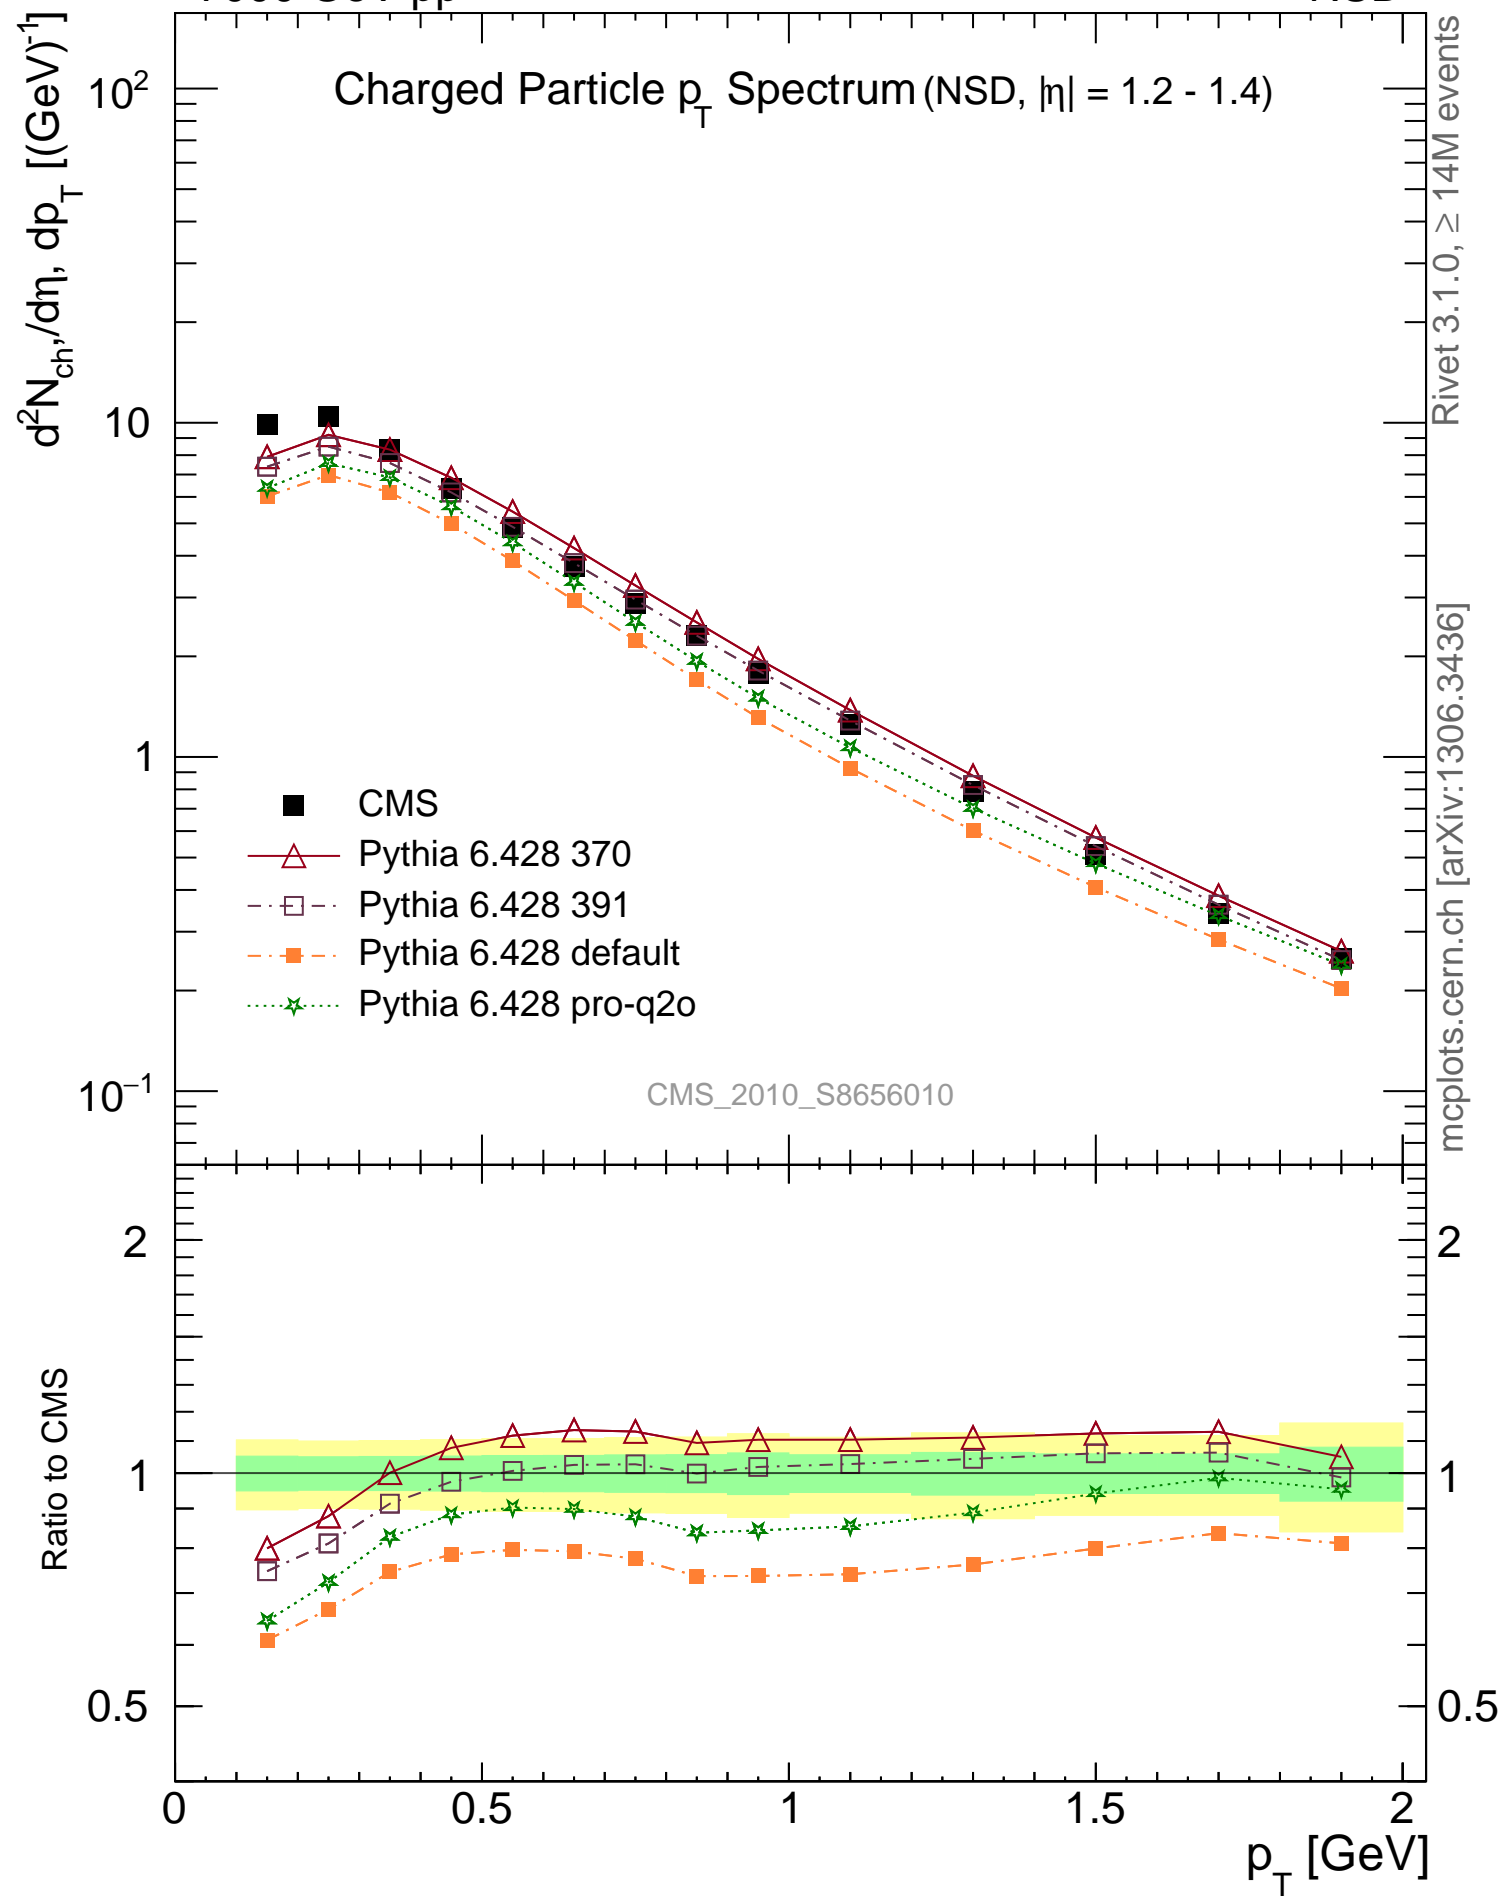 Charged Particle p_T Spectrum (NSD, |η| = 1.2 - 1.4)
d²N_ch,/dη, dp_T [(GeV)^-1]
10²
10
1
10⁻¹
CMS
Pythia 6.428 370
Pythia 6.428 391
Pythia 6.428 default
Pythia 6.428 pro-q2o
CMS_2010_S8656010
Rivet 3.1.0, ≥ 14M events
mcplots.cern.ch [arXiv:1306.3436]
Ratio to CMS
2
1
0.5
2
1
0.5
0
0.5
1
1.5
2
p_T [GeV]